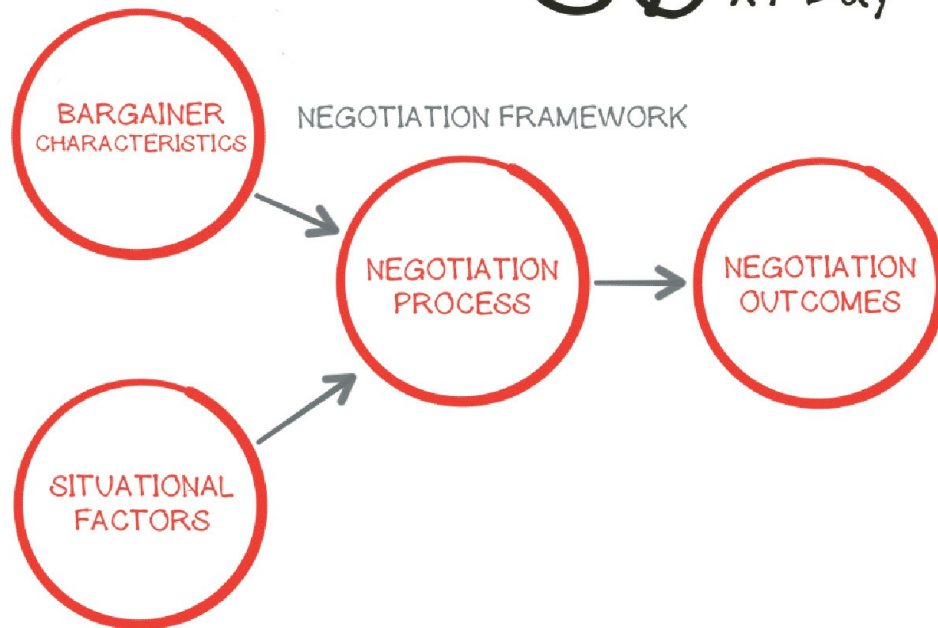 BARGAINER
CHARACTERISTICS
NEGOTIATION FRAMEWORK
NEGOTIATION
PROCESS
NEGOTIATION
OUTCOMES
SITUATIONAL
FACTORS